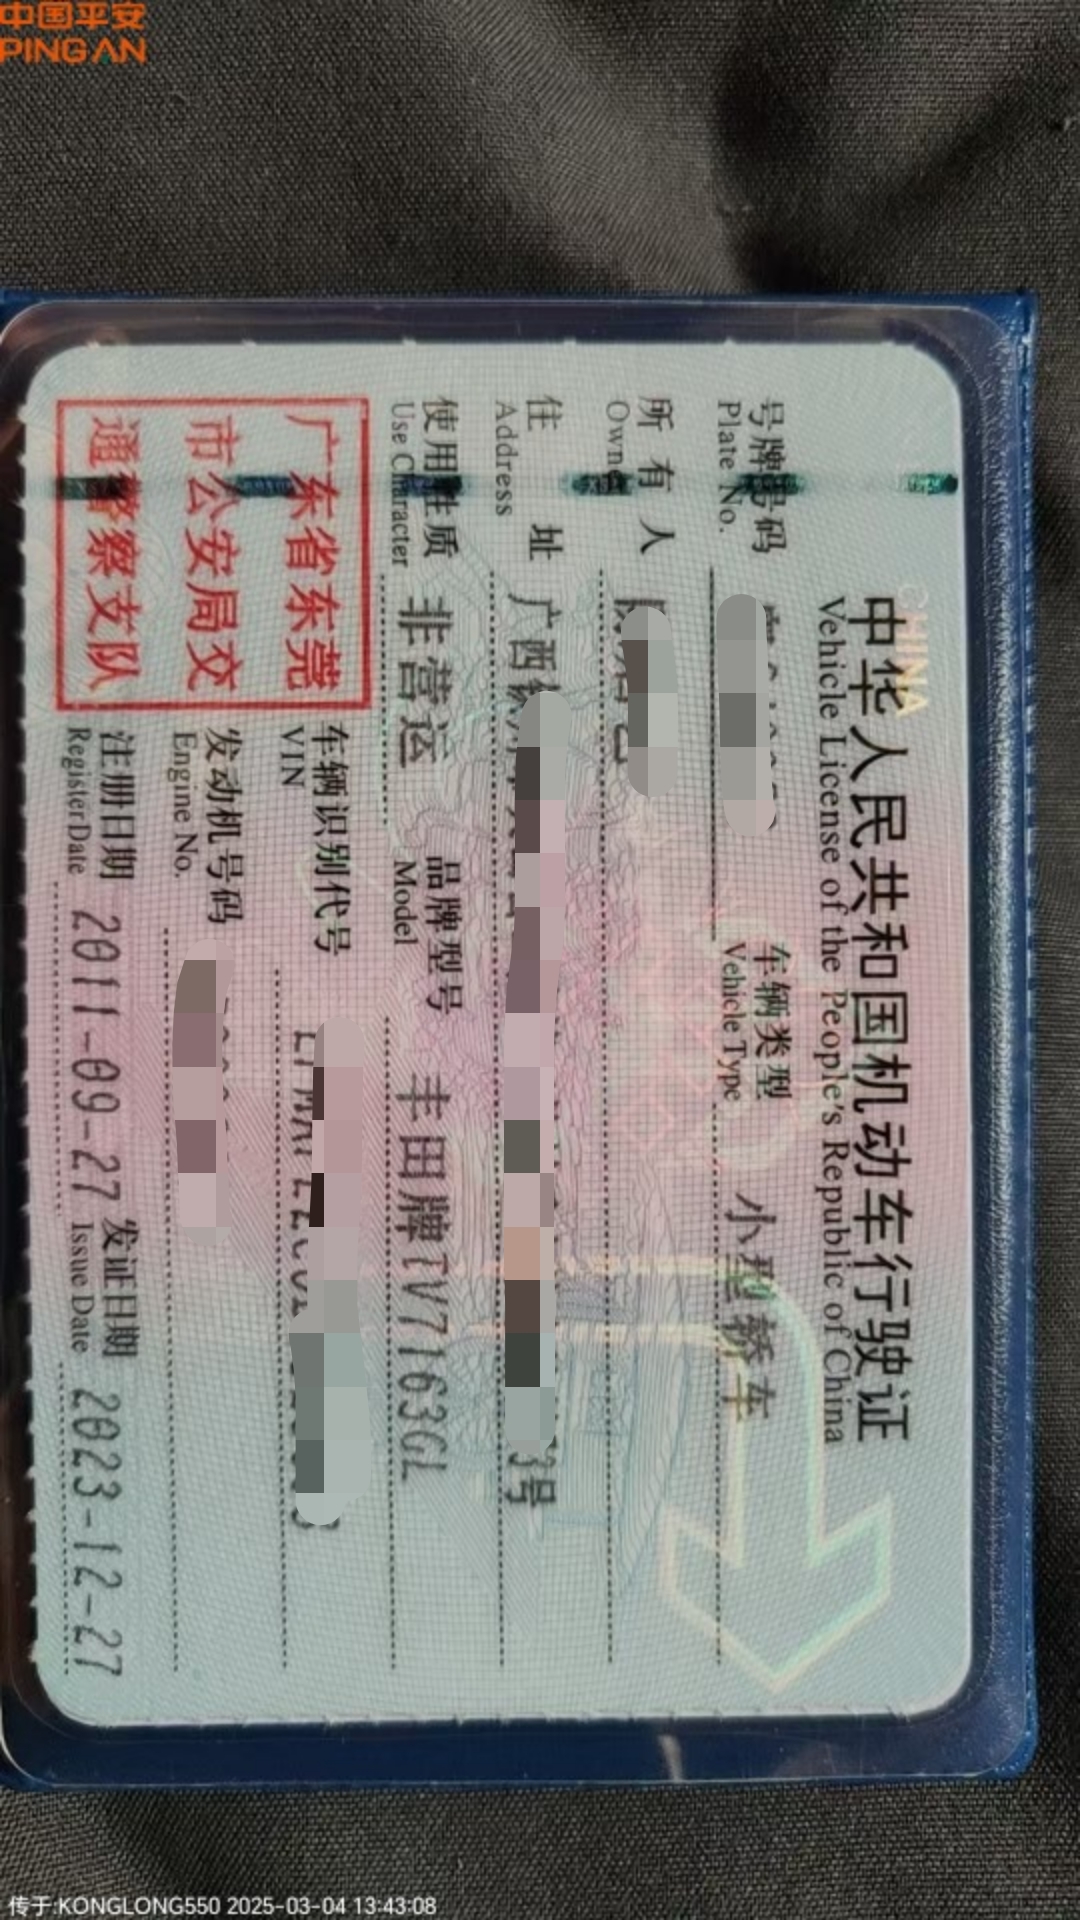 中国平安
PING AN
CHINA
中华人民共和国机动车行驶证
Vehicle License of the People's Republic of China
号牌号码
Plate No.
车辆类型 小型轿车
Vehicle Type
所有人
Owner
住址 广西 号
Address
使用性质 非营运
Use Character
品牌型号 丰田牌TV7163GL
Model
车辆识别代号
VIN
发动机号码
Engine No.
注册日期 2011-09-27
Register Date
发证日期 2023-12-27
Issue Date
广东省东莞
市公安局交
通警察支队
传于:KONGLONG550 2025-03-04 13:43:08